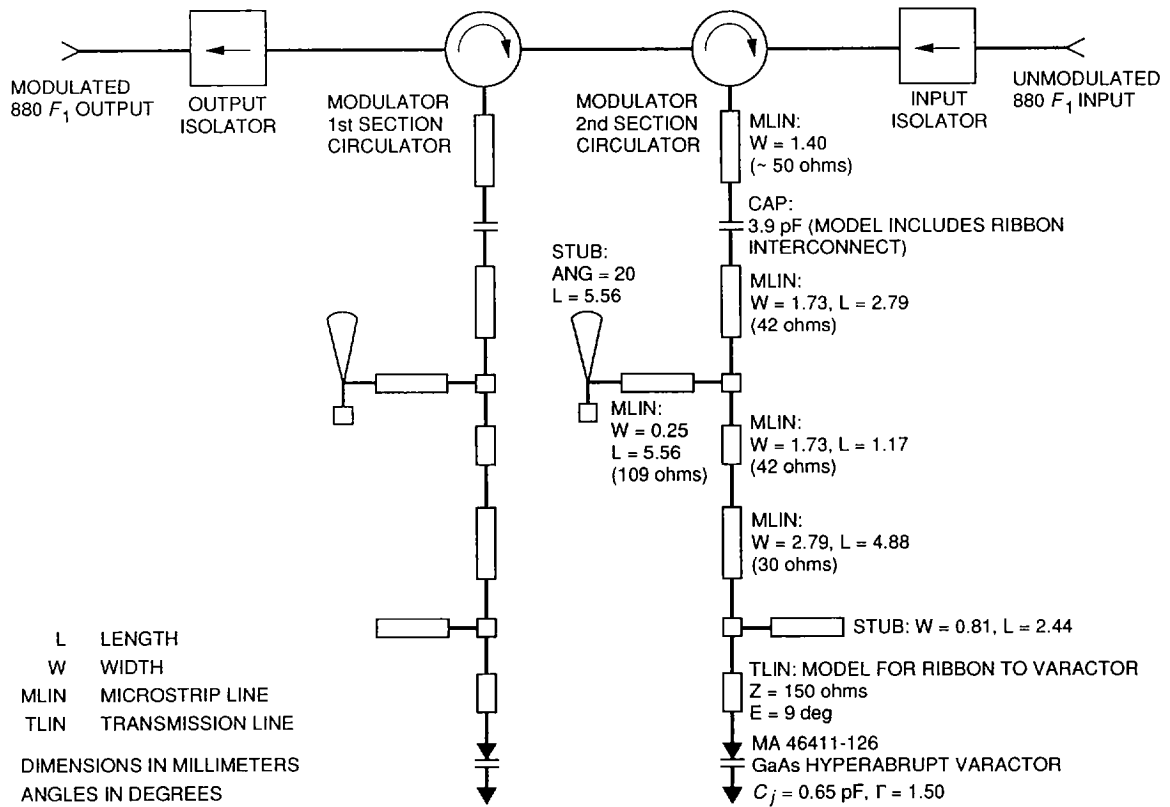 MODULATED
880 F1 OUTPUT
OUTPUT
ISOLATOR
MODULATOR
1st SECTION
CIRCULATOR
MODULATOR
2nd SECTION
CIRCULATOR
INPUT
ISOLATOR
UNMODULATED
880 F1 INPUT
MLIN:
W = 1.40
(~ 50 ohms)
CAP:
3.9 pF (MODEL INCLUDES RIBBON
INTERCONNECT)
STUB:
ANG = 20
L = 5.56
MLIN:
W = 1.73, L = 2.79
(42 ohms)
MLIN:
W = 0.25
L = 5.56
(109 ohms)
MLIN:
W = 1.73, L = 1.17
(42 ohms)
MLIN:
W = 2.79, L = 4.88
(30 ohms)
STUB: W = 0.81, L = 2.44
TLIN: MODEL FOR RIBBON TO VARACTOR
Z = 150 ohms
E = 9 deg
MA 46411-126
GaAs HYPERABRUPT VARACTOR
Cj = 0.65 pF, Γ = 1.50
L LENGTH
W WIDTH
MLIN MICROSTRIP LINE
TLIN TRANSMISSION LINE
DIMENSIONS IN MILLIMETERS
ANGLES IN DEGREES